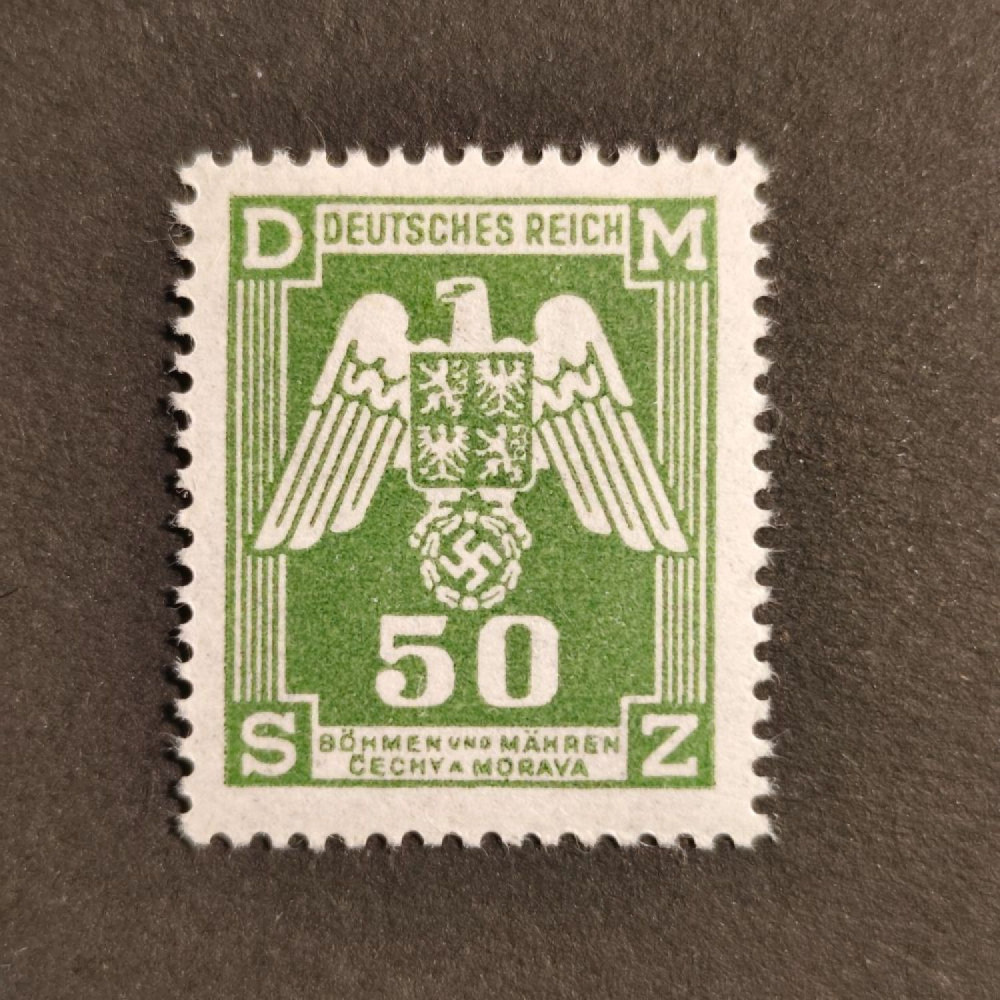 D DEUTSCHES REICH M
50
S BÖHMEN UND MÄHREN Z
ČECHY A MORAVA